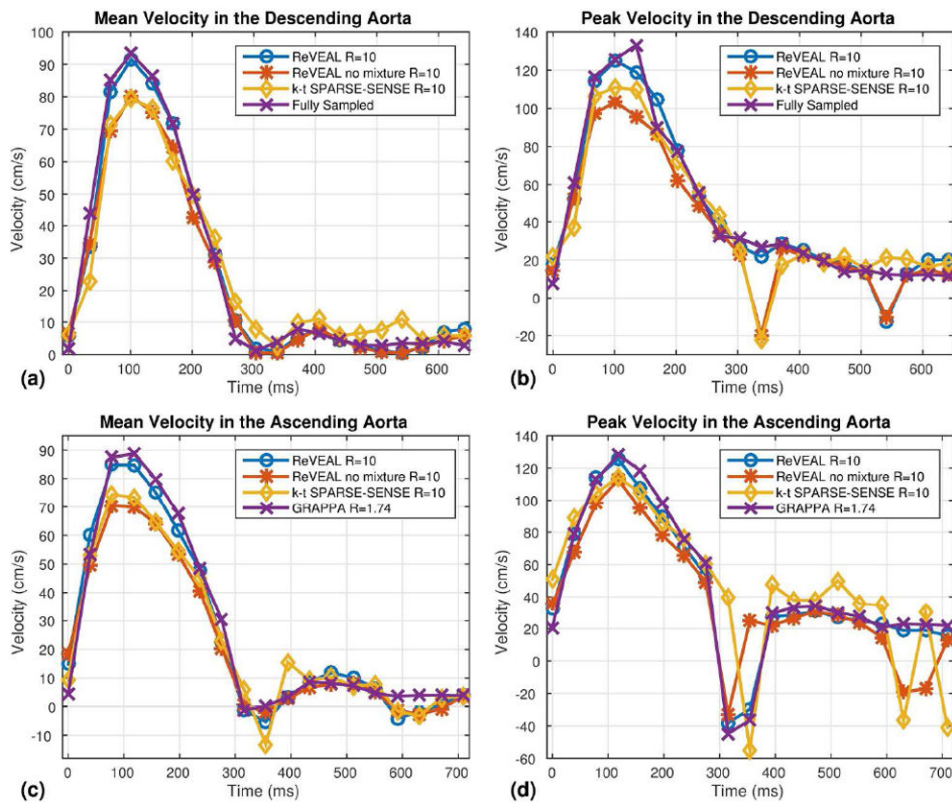 Mean Velocity in the Descending Aorta
100
90
80
70
60
50
40
30
20
10
0
Velocity (cm/s)
ReVEAL R=10
ReVEAL no mixture R=10
k-t SPARSE-SENSE R=10
Fully Sampled
0 100 200 300 400 500 600
Time (ms)
(a)
Peak Velocity in the Descending Aorta
140
120
100
80
60
40
20
0
-20
Velocity (cm/s)
ReVEAL R=10
ReVEAL no mixture R=10
k-t SPARSE-SENSE R=10
Fully Sampled
0 100 200 300 400 500 600
Time (ms)
(b)
Mean Velocity in the Ascending Aorta
90
80
70
60
50
40
30
20
10
0
-10
Velocity (cm/s)
ReVEAL R=10
ReVEAL no mixture R=10
k-t SPARSE-SENSE R=10
GRAPPA R=1.74
0 100 200 300 400 500 600 700
Time (ms)
(c)
Peak Velocity in the Ascending Aorta
140
120
100
80
60
40
20
0
-20
-40
-60
Velocity (cm/s)
ReVEAL R=10
ReVEAL no mixture R=10
k-t SPARSE-SENSE R=10
GRAPPA R=1.74
0 100 200 300 400 500 600 700
Time (ms)
(d)